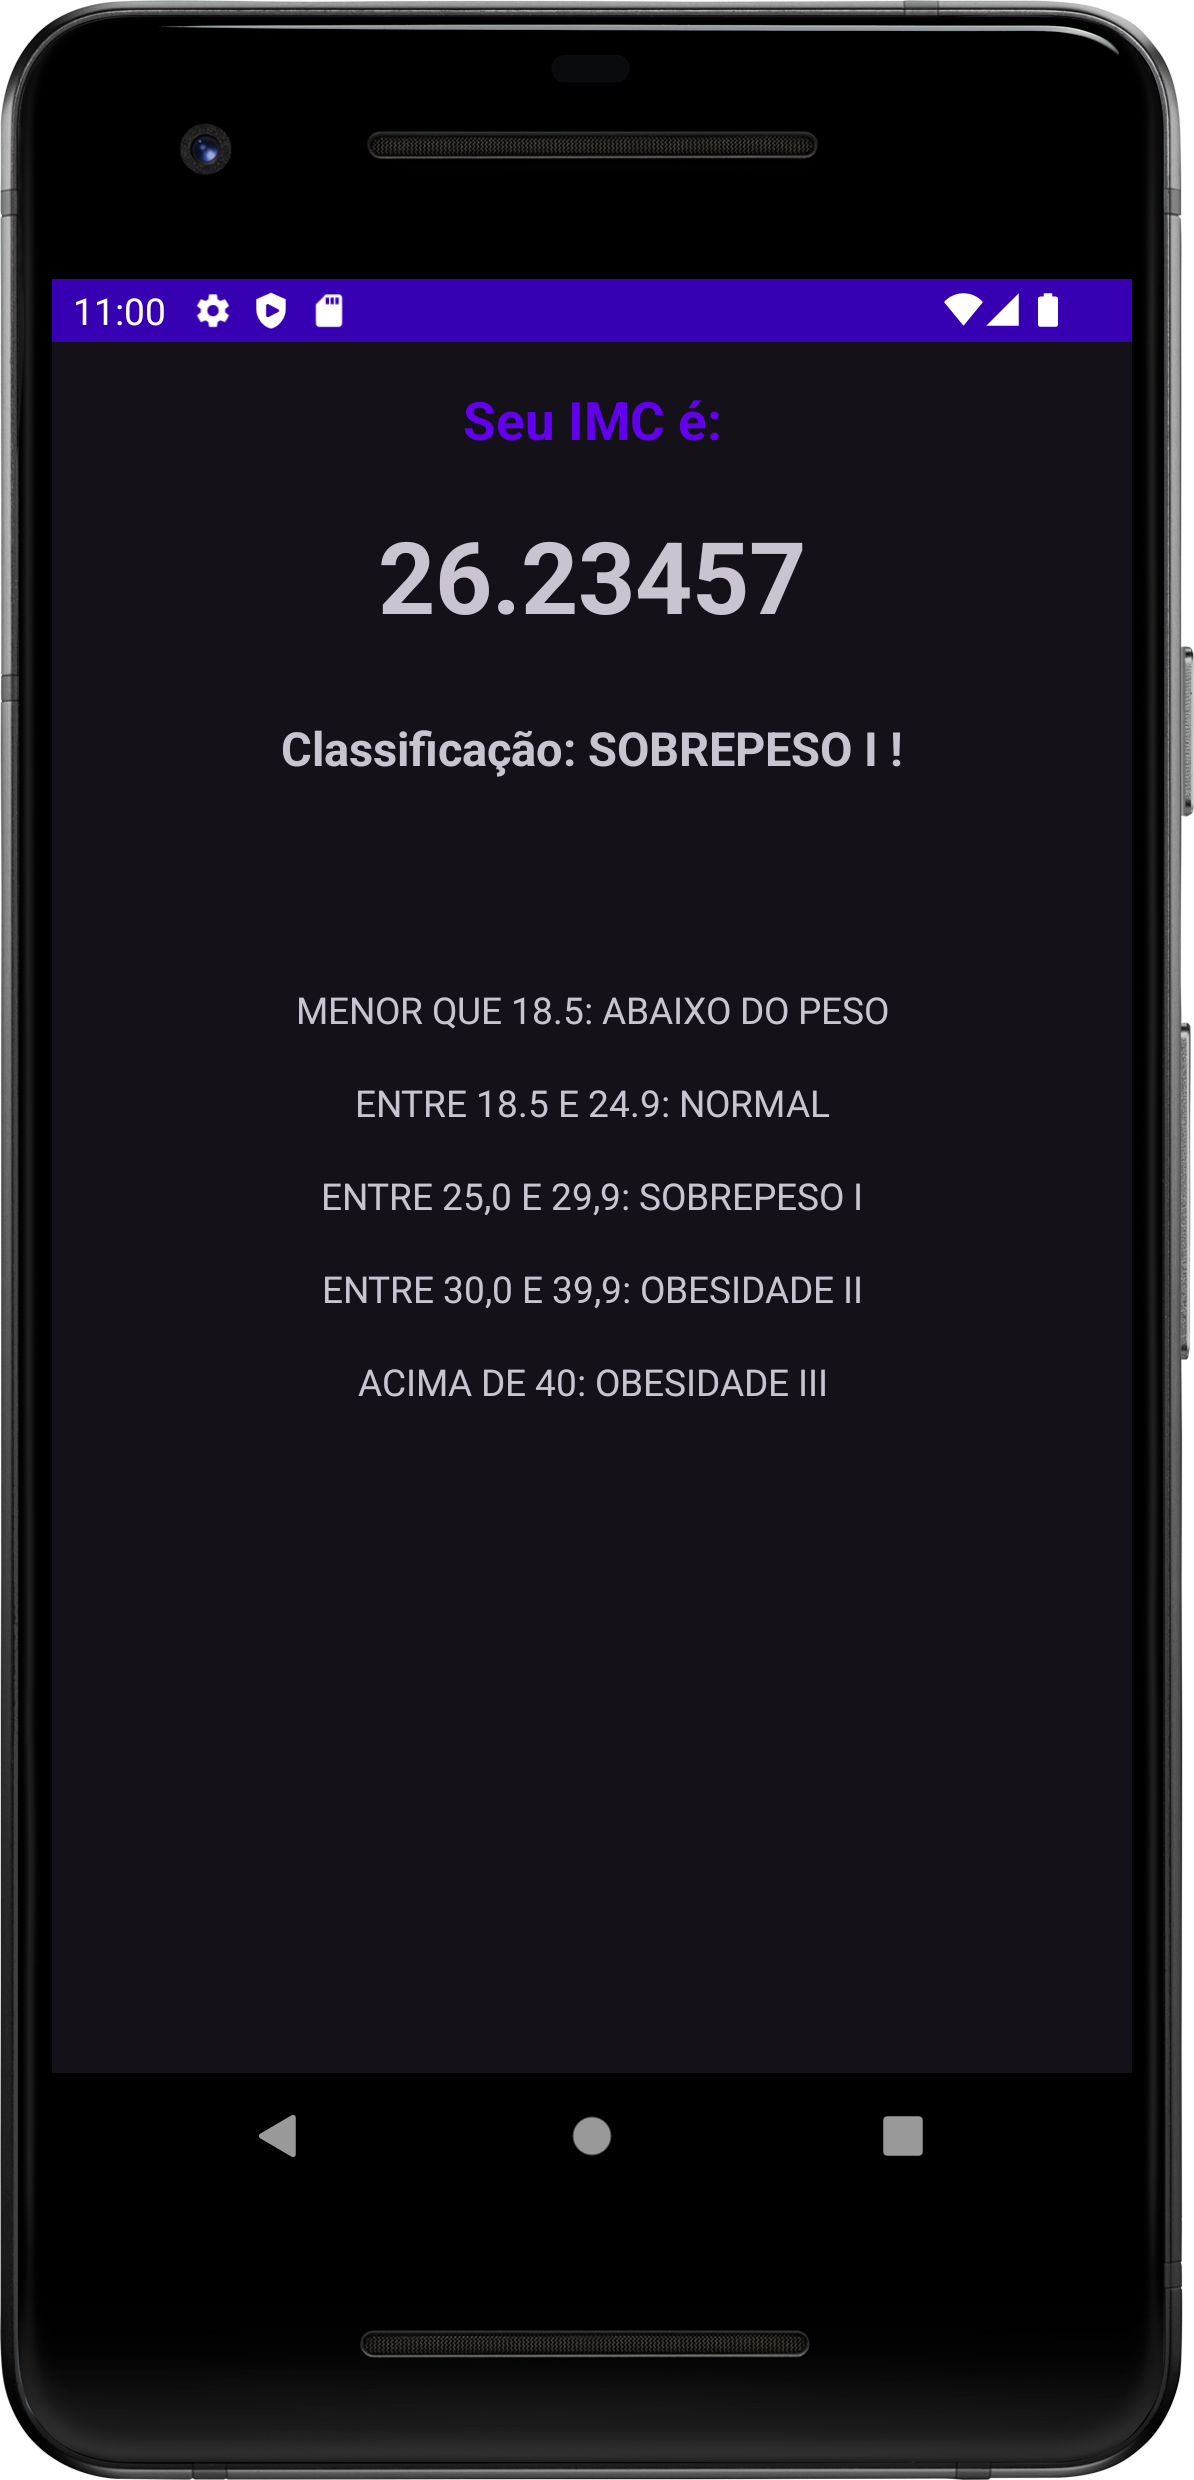 11:00
Seu IMC é:
26.23457
Classificação: SOBREPESO I !
MENOR QUE 18.5: ABAIXO DO PESO
ENTRE 18.5 E 24.9: NORMAL
ENTRE 25,0 E 29,9: SOBREPESO I
ENTRE 30,0 E 39,9: OBESIDADE II
ACIMA DE 40: OBESIDADE III